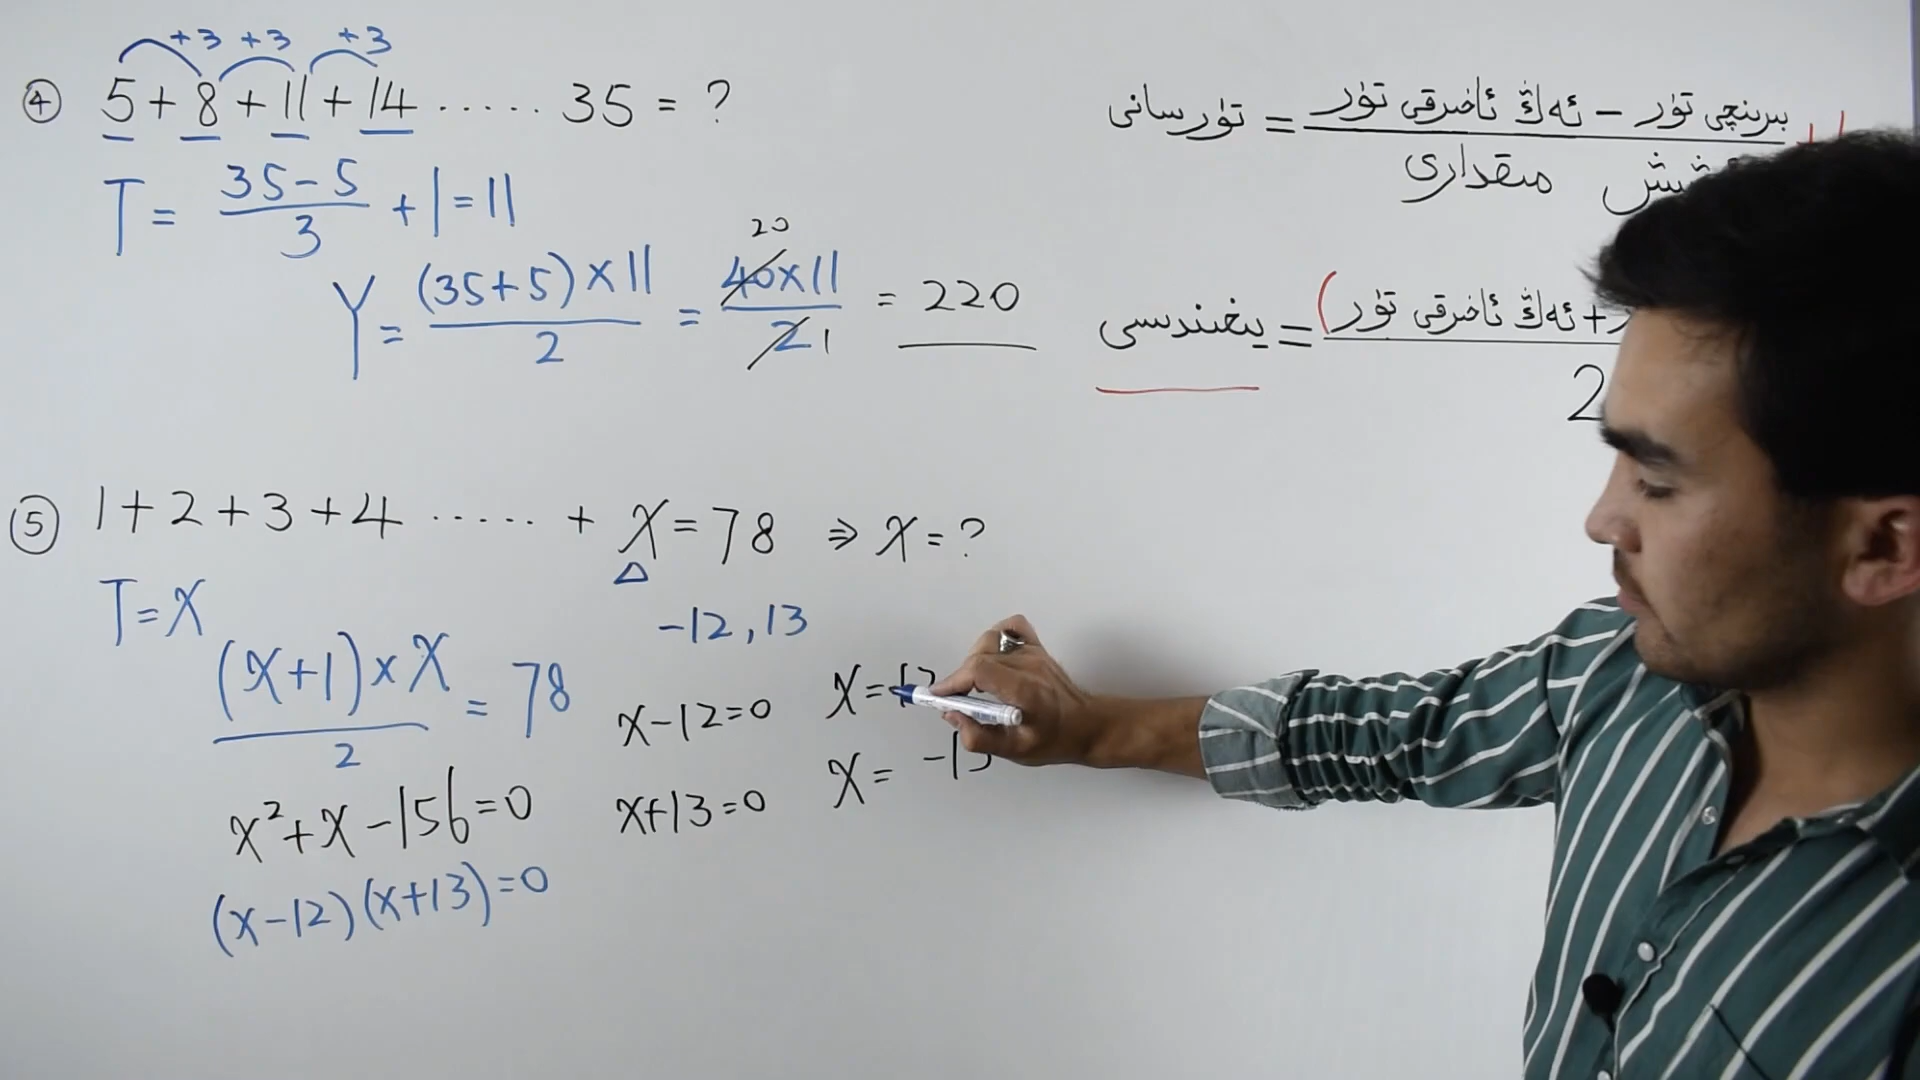 +3 +3 +3
④ 5 + 8 + 11 + 14 ...... 35 = ?
T = (35-5)/3 + 1 = 11
20
Y = (35+5)×11/2 = 40×11/2 1 = 220
⑤ 1+2+3+4 ...... + x = 78 ⇒ x = ?
T = x
-12, 13
(x+1)×x/2 = 78
x-12=0
x=
x²+x-156=0
x+13=0
x=
(x-12)(x+13)=0
تۈر سانى = بىرىنچى تۈر - ئەڭ ئاخىرقى تۈر
مىقدارى
يىغىندىسى = (ئەڭ ئاخىرقى تۈر +
2